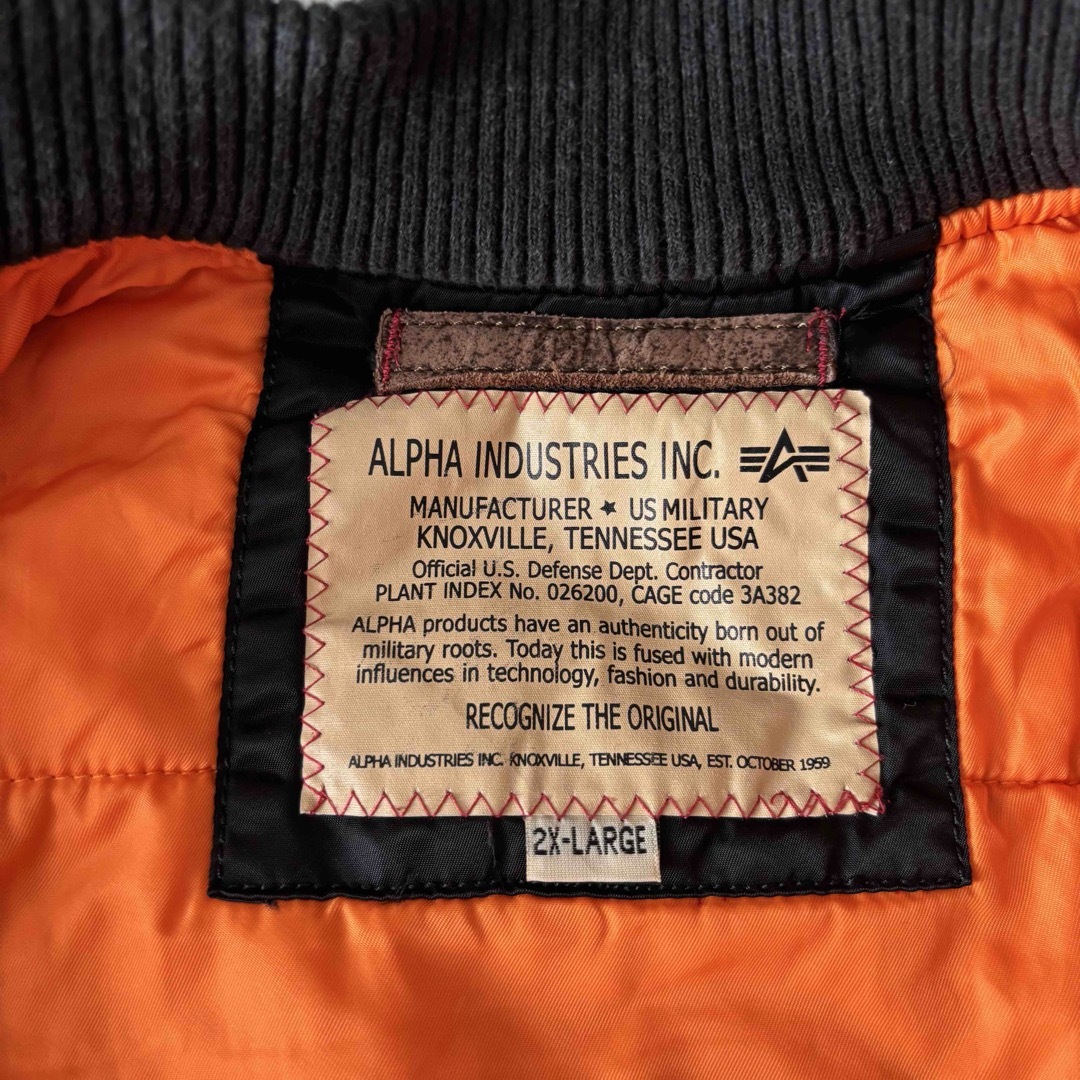 ALPHA INDUSTRIES INC.
MANUFACTURER ★ US MILITARY
KNOXVILLE, TENNESSEE USA
Official U.S. Defense Dept. Contractor
PLANT INDEX No. 026200, CAGE code 3A382
ALPHA products have an authenticity born out of
military roots. Today this is fused with modern
influences in technology, fashion and durability.
RECOGNIZE THE ORIGINAL
ALPHA INDUSTRIES INC. KNOXVILLE, TENNESSEE USA, EST. OCTOBER 1959
2X-LARGE